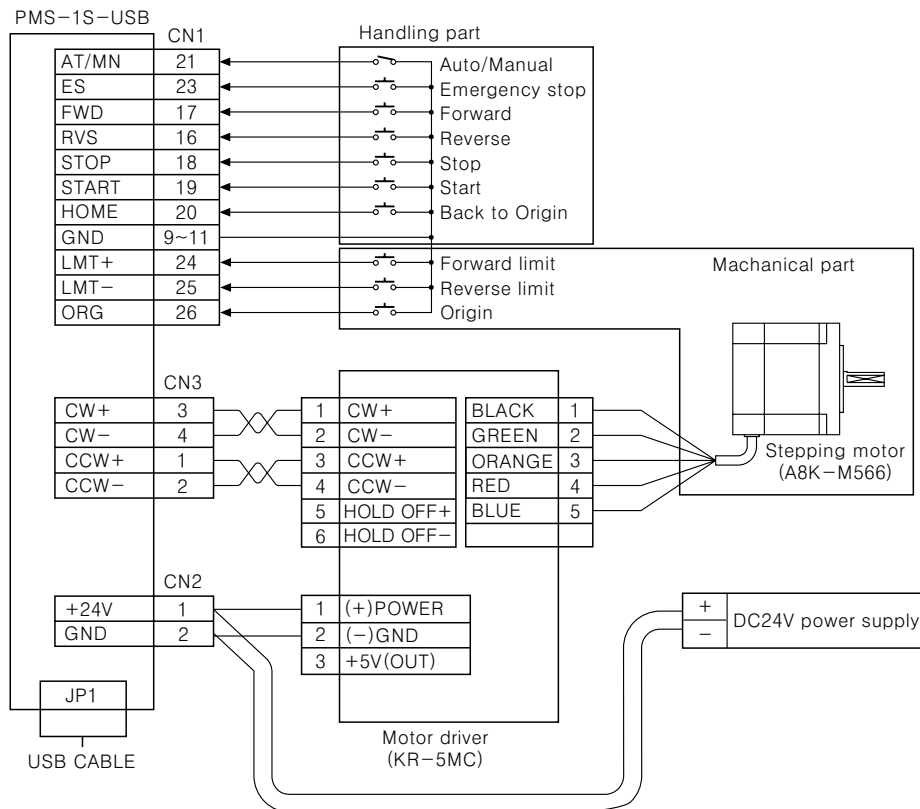 PMS-1S-USB
CN1
Handling part
AT/MN 21 Auto/Manual
ES 23 Emergency stop
FWD 17 Forward
RVS 16 Reverse
STOP 18 Stop
START 19 Start
HOME 20 Back to Origin
GND 9~11
LMT+ 24 Forward limit
LMT- 25 Reverse limit
ORG 26 Origin
Machanical part
Stepping motor
(A8K-M566)
CN3
CW+ 3
CW- 4
CCW+ 1
CCW- 2
1 CW+
2 CW-
3 CCW+
4 CCW-
5 HOLD OFF+
6 HOLD OFF-
BLACK 1
GREEN 2
ORANGE 3
RED 4
BLUE 5
CN2
+24V 1
GND 2
1 (+)POWER
2 (-)GND
3 +5V(OUT)
+
-
DC24V power supply
JP1
USB CABLE
Motor driver
(KR-5MC)